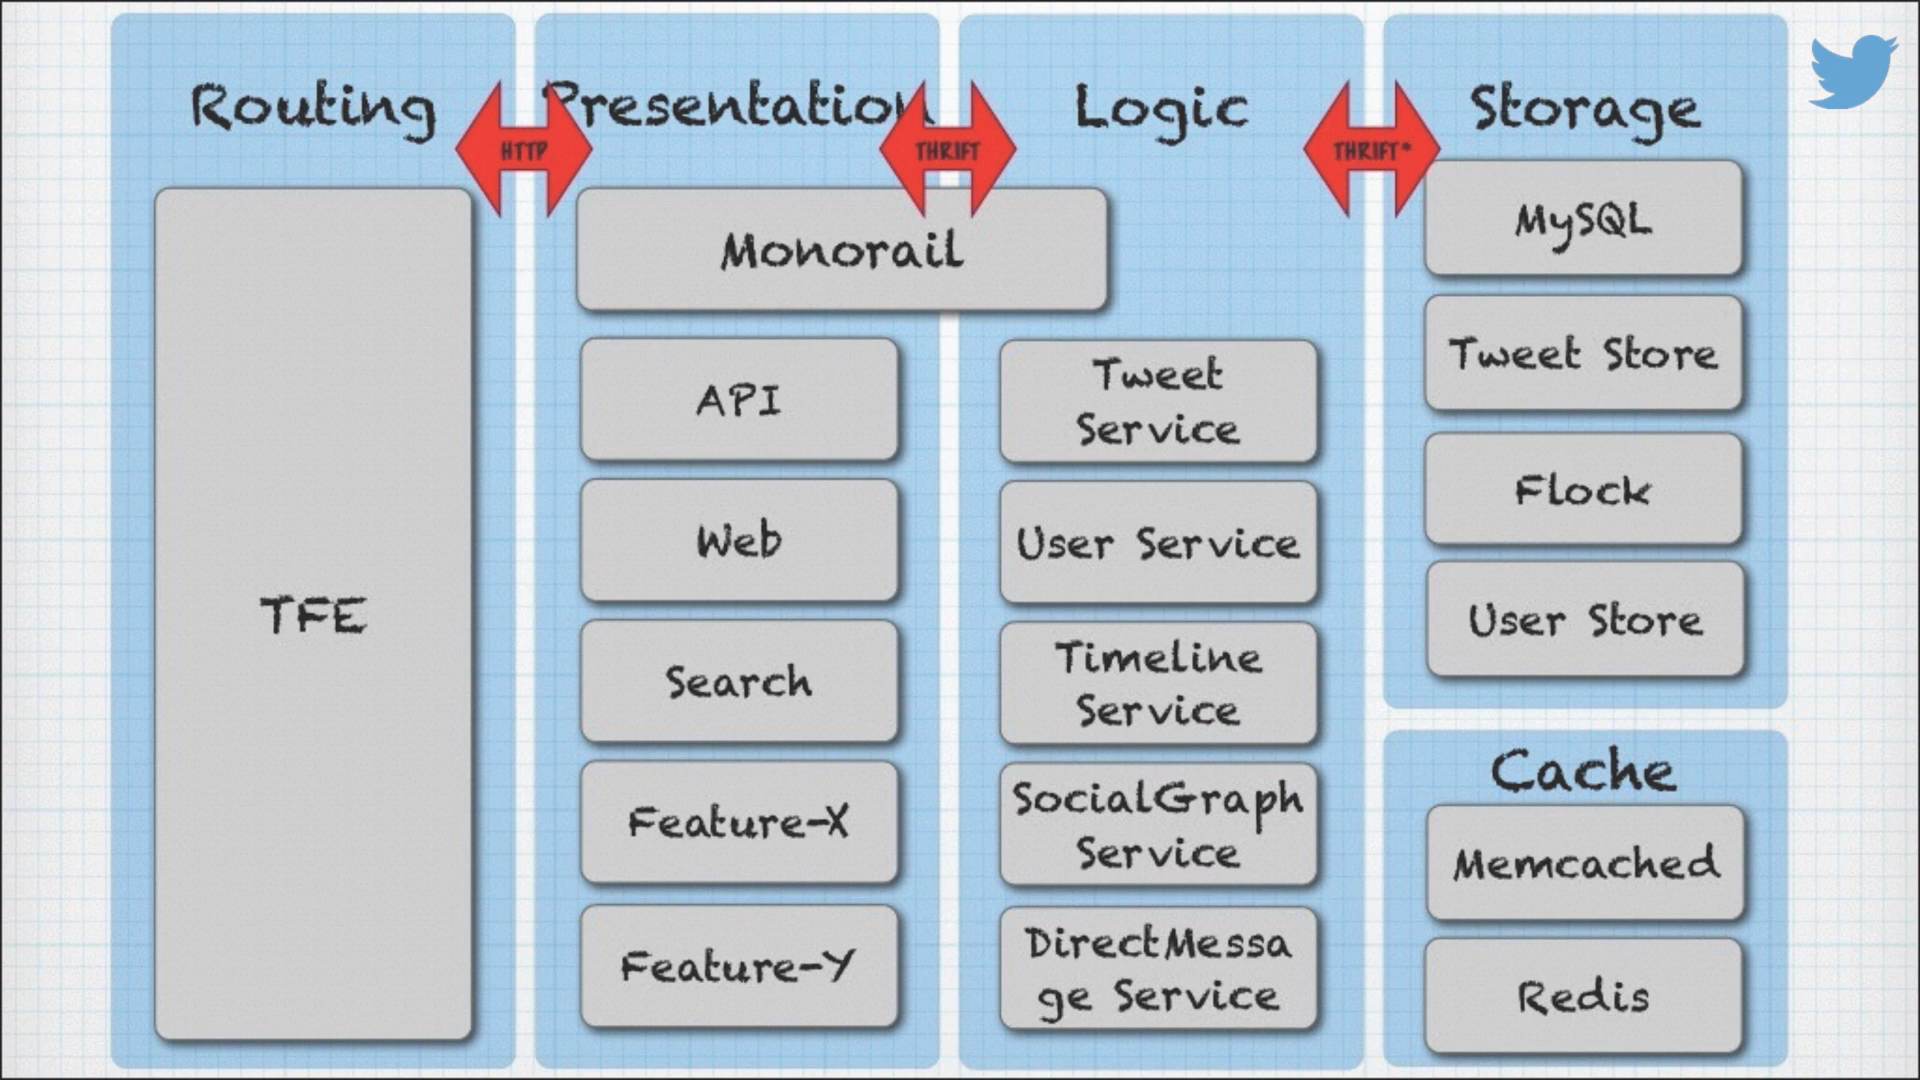 Routing
HTTP
Presentation
THRIFT
Logic
THRIFT*
Storage
TFE
Monorail
API
Web
Search
Feature-X
Feature-Y
Tweet
Service
User Service
Timeline
Service
SocialGraph
Service
DirectMessa
ge Service
MySQL
Tweet Store
Flock
User Store
Cache
Memcached
Redis